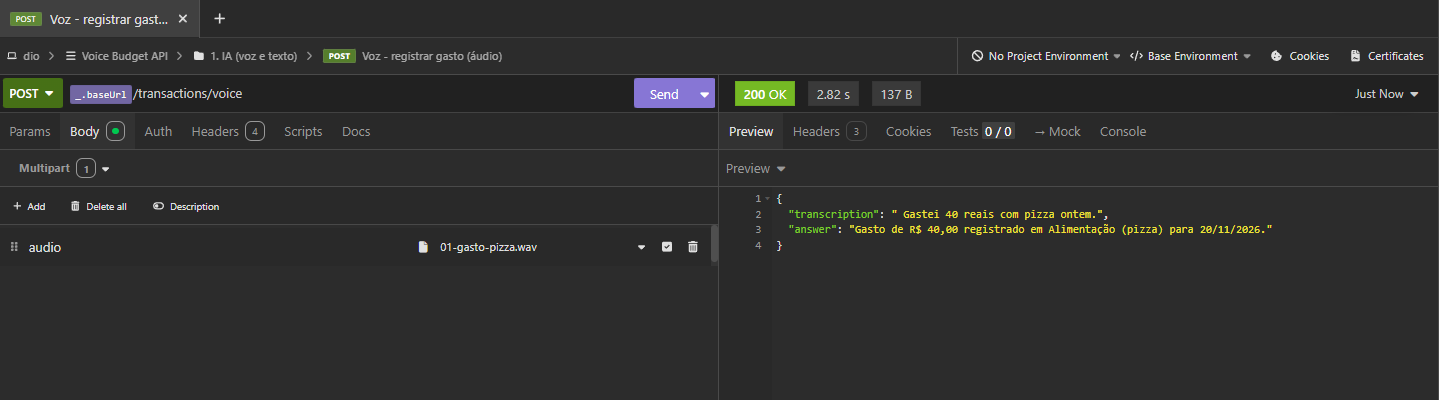 POST Voz - registrar gast... × +
dio > Voice Budget API > 1. IA (voz e texto) > POST Voz - registrar gasto (áudio)
No Project Environment </> Base Environment Cookies Certificates
POST _.baseUrl /transactions/voice Send
200 OK 2.82 s 137 B Just Now
Params Body Auth Headers 4 Scripts Docs
Preview Headers 3 Cookies Tests 0 / 0 → Mock Console
Multipart 1
Preview
+ Add Delete all Description
audio 01-gasto-pizza.wav
1 {
2 "transcription": " Gastei 40 reais com pizza ontem.",
3 "answer": "Gasto de R$ 40,00 registrado em Alimentação (pizza) para 20/11/2026."
4 }